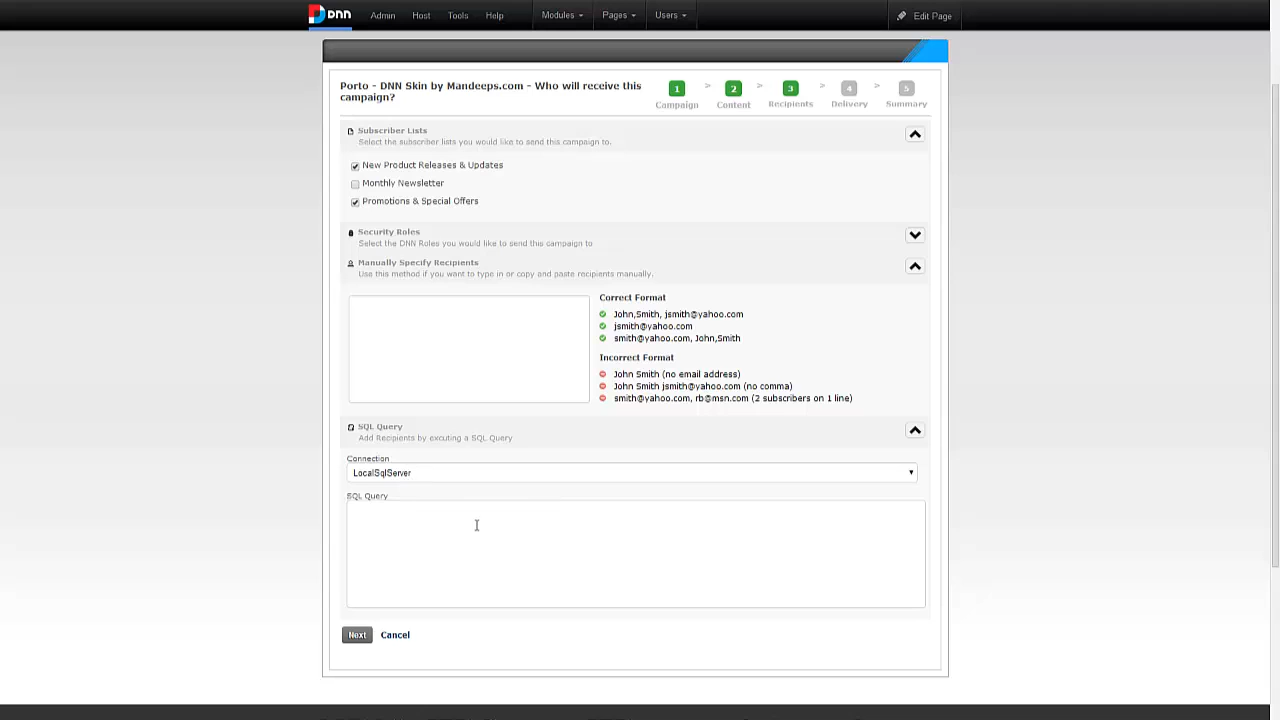 DNN Admin Host Tools Help Modules Pages Users Edit Page
Porto - DNN Skin by Mandeeps.com - Who will receive this
campaign?
1 > 2 > 3 > 4 > 5
Campaign Content Recipients Delivery Summary
Subscriber Lists
Select the subscriber lists you would like to send this campaign to.
New Product Releases & Updates
Monthly Newsletter
Promotions & Special Offers
Security Roles
Select the DNN Roles you would like to send this campaign to
Manually Specify Recipients
Use this method if you want to type in or copy and paste recipients manually.
Correct Format
John,Smith, jsmith@yahoo.com
jsmith@yahoo.com
smith@yahoo.com, John,Smith
Incorrect Format
John Smith (no email address)
John Smith jsmith@yahoo.com (no comma)
smith@yahoo.com, rb@msn.com (2 subscribers on 1 line)
SQL Query
Add Recipients by excuting a SQL Query
Connection
LocalSqlServer
SQL Query
Next Cancel